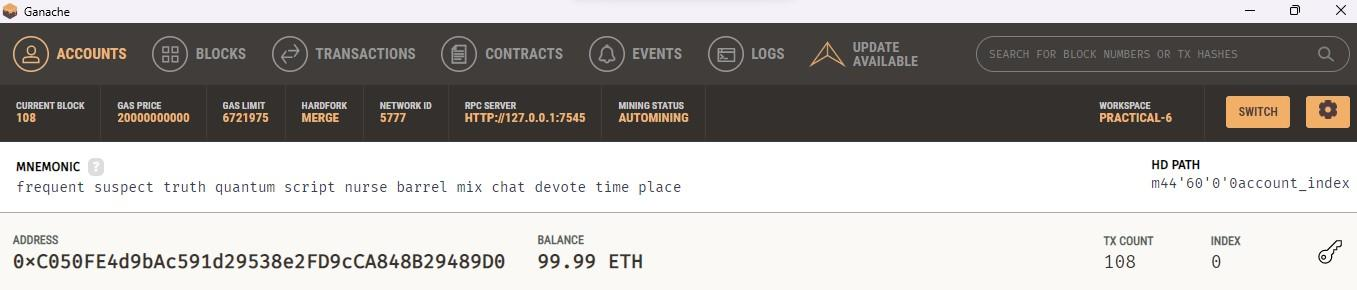 Ganache
ACCOUNTS BLOCKS TRANSACTIONS CONTRACTS EVENTS LOGS UPDATE AVAILABLE SEARCH FOR BLOCK NUMBERS OR TX HASHES
CURRENT BLOCK GAS PRICE GAS LIMIT HARDFORK NETWORK ID RPC SERVER MINING STATUS WORKSPACE
108 20000000000 6721975 MERGE 5777 HTTP://127.0.0.1:7545 AUTOMINING PRACTICAL-6 SWITCH
MNEMONIC ? HD PATH
frequent suspect truth quantum script nurse barrel mix chat devote time place m44'60'0'0account_index
ADDRESS BALANCE TX COUNT INDEX
0×C050FE4d9bAc591d29538e2FD9cCA848B29489D0 99.99 ETH 108 0